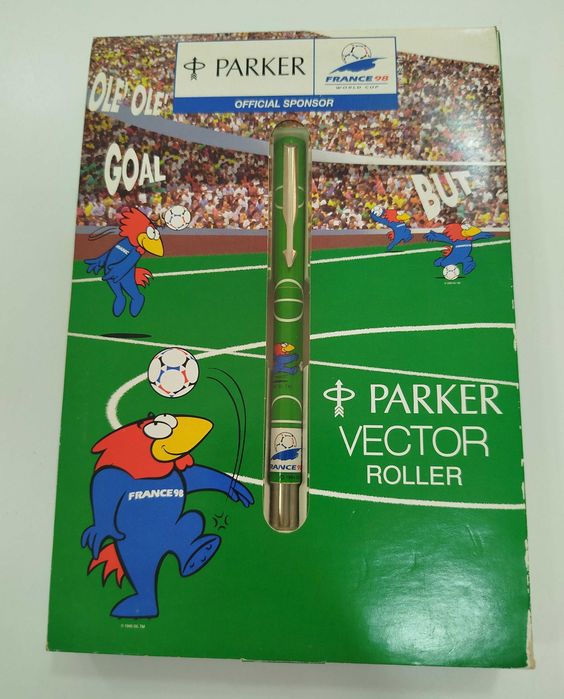 PARKER
FRANCE 98
WORLD CUP
OFFICIAL SPONSOR
OLE OLE
GOAL
BUT
FRANCE 98
PARKER
VECTOR
ROLLER
FRANCE98